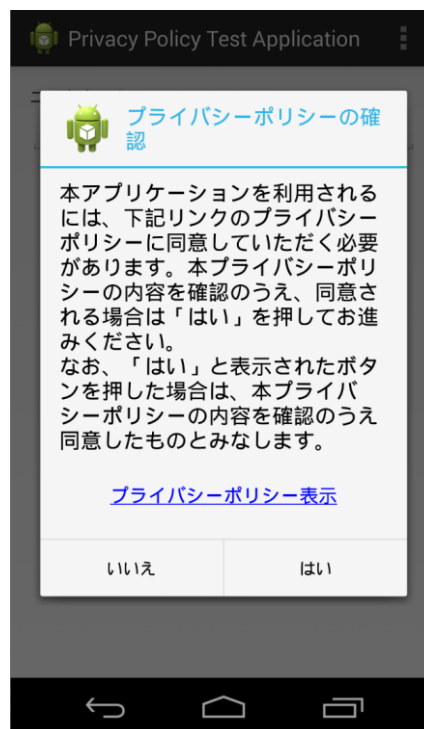 Privacy Policy Test Application
プライバシーポリシーの確
認
本アプリケーションを利用される
には、下記リンクのプライバシー
ポリシーに同意していただく必要
があります。本プライバシーポリ
シーの内容を確認のうえ、同意さ
れる場合は「はい」を押してお進
みください。
なお、「はい」と表示されたボタ
ンを押した場合は、本プライバ
シーポリシーの内容を確認のうえ
同意したものとみなします。
プライバシーポリシー表示
いいえ
はい